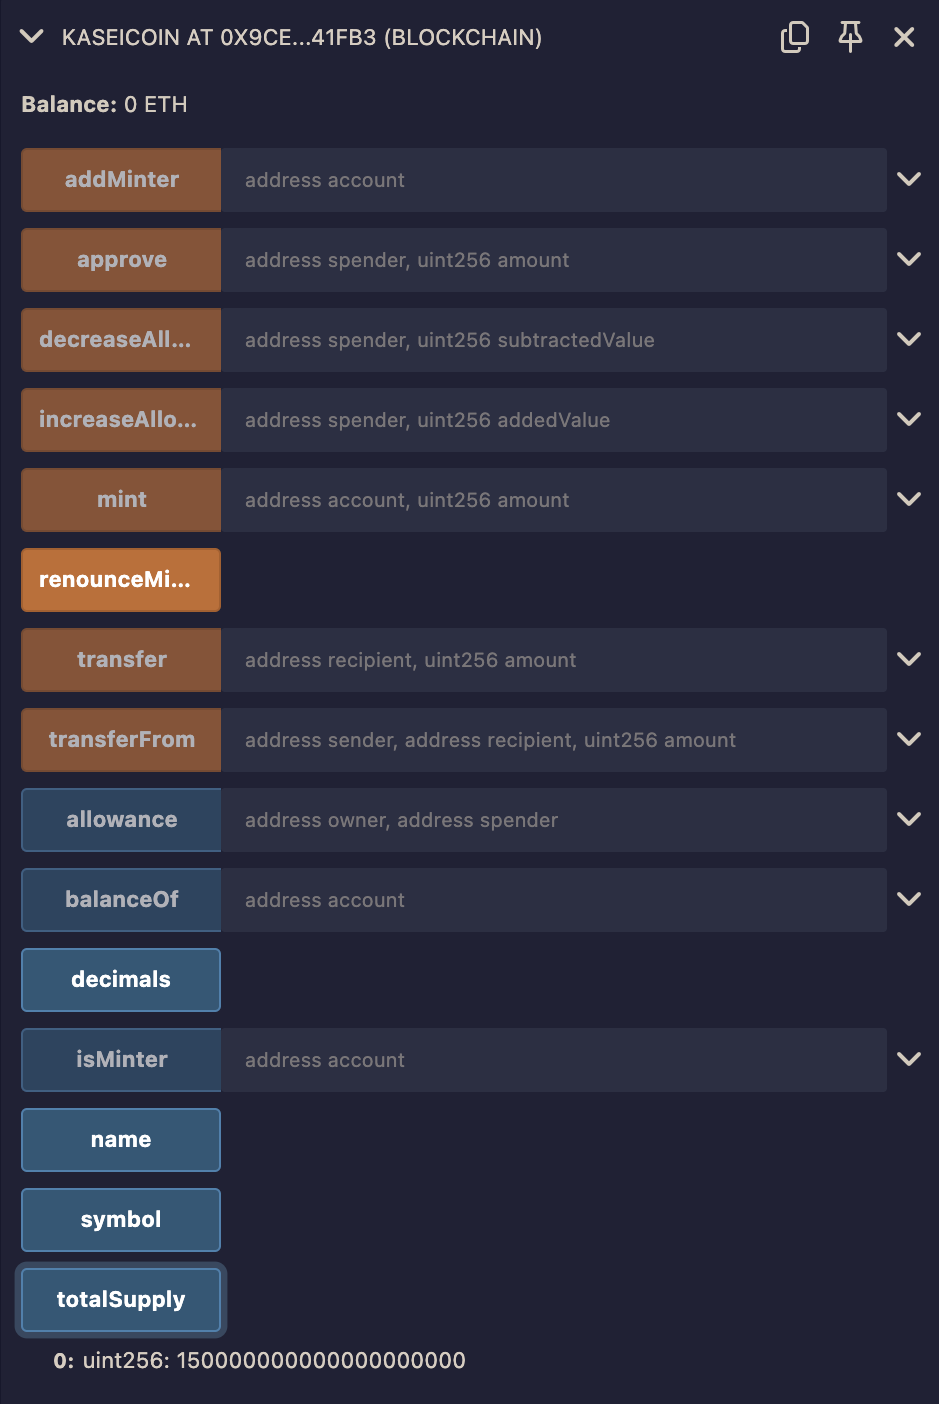 KASEICOIN AT 0X9CE...41FB3 (BLOCKCHAIN)
Balance: 0 ETH
addMinter address account
approve address spender, uint256 amount
decreaseAll... address spender, uint256 subtractedValue
increaseAllo... address spender, uint256 addedValue
mint address account, uint256 amount
renounceMi...
transfer address recipient, uint256 amount
transferFrom address sender, address recipient, uint256 amount
allowance address owner, address spender
balanceOf address account
decimals
isMinter address account
name
symbol
totalSupply
0: uint256: 1500000000000000000000